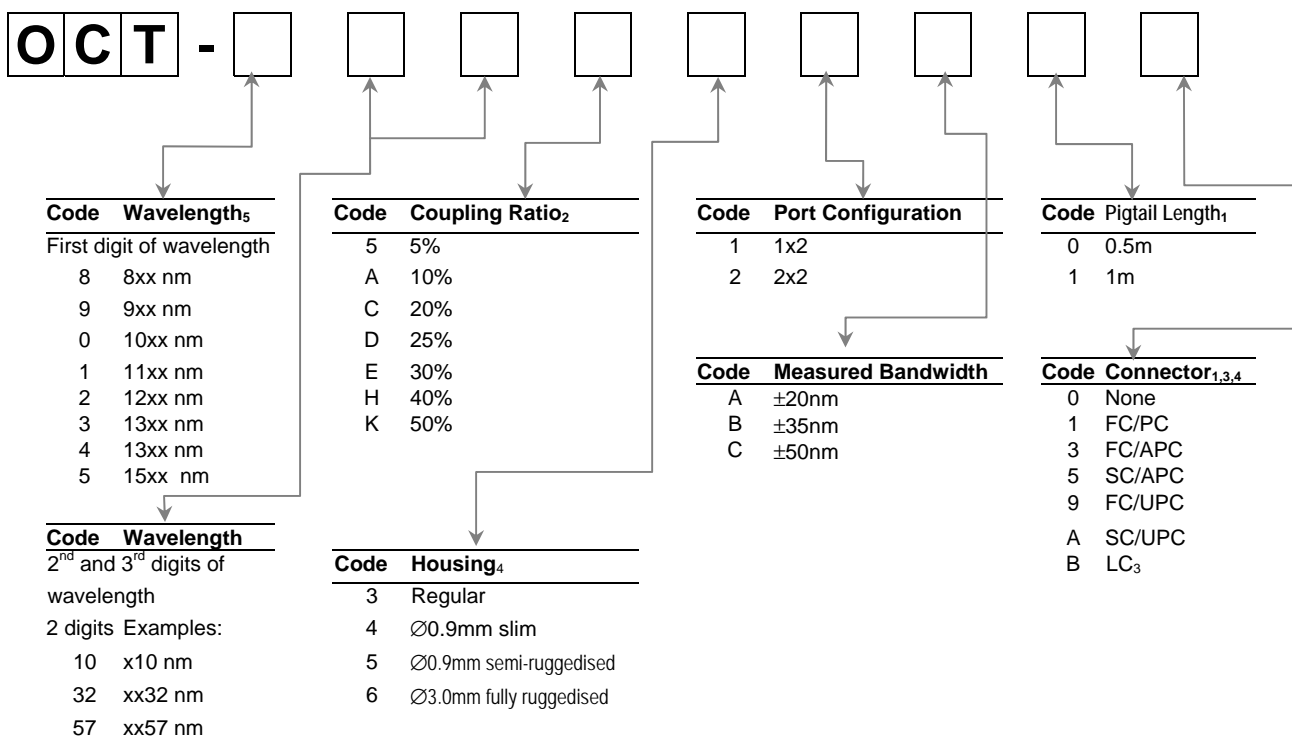 OCT-
Code Wavelength5
First digit of wavelength
8 8xx nm
9 9xx nm
0 10xx nm
1 11xx nm
2 12xx nm
3 13xx nm
4 13xx nm
5 15xx nm
Code Wavelength
2nd and 3rd digits of
wavelength
2 digits Examples:
10 x10 nm
32 xx32 nm
57 xx57 nm
Code Coupling Ratio2
5 5%
A 10%
C 20%
D 25%
E 30%
H 40%
K 50%
Code Housing4
3 Regular
4 ∅0.9mm slim
5 ∅0.9mm semi-ruggedised
6 ∅3.0mm fully ruggedised
Code Port Configuration
1 1x2
2 2x2
Code Measured Bandwidth
A ±20nm
B ±35nm
C ±50nm
Code Pigtail Length1
0 0.5m
1 1m
Code Connector1,3,4
0 None
1 FC/PC
3 FC/APC
5 SC/APC
9 FC/UPC
A SC/UPC
B LC3